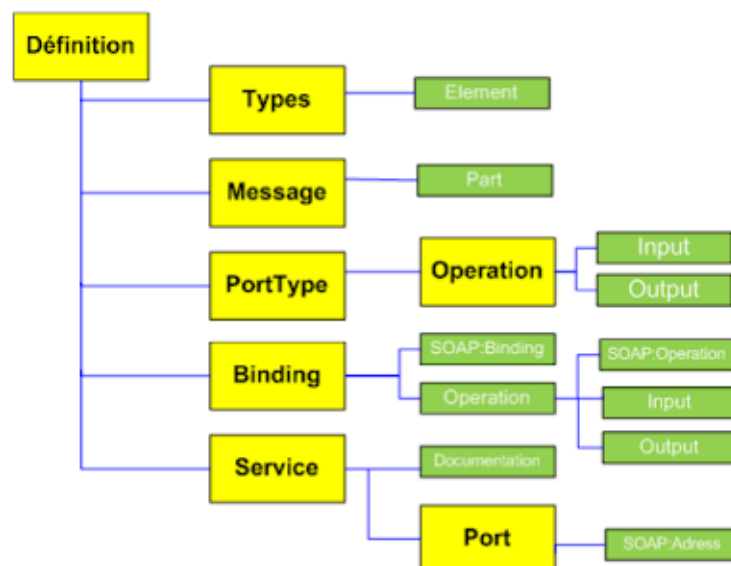 Définition
Types
Element
Message
Part
PortType
Operation
Input
Output
Binding
SOAP:Binding
Operation
SOAP:Operation
Input
Output
Service
Documentation
Port
SOAP:Adress